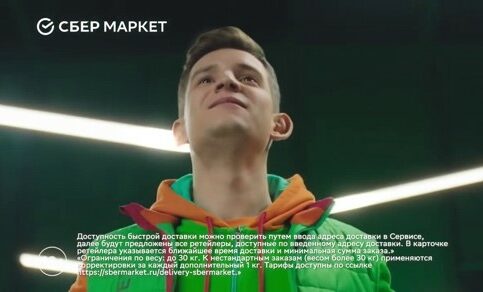 СБЕР МАРКЕТ
Доступность быстрой доставки можно проверить путем ввода адреса доставки в Сервисе,
далее будут предложены все ретейлеры, доступные по введенному адресу доставки. В карточке
ретейлера указывается ближайшее время доставки и минимальная сумма заказа.»
«Ограничения по весу: до 30 кг. К нестандартным заказам (весом более 30 кг) применяются
корректировки за каждый дополнительный 1 кг. Тарифы доступны по ссылке
https://sbermarket.ru/delivery-sbermarket.»